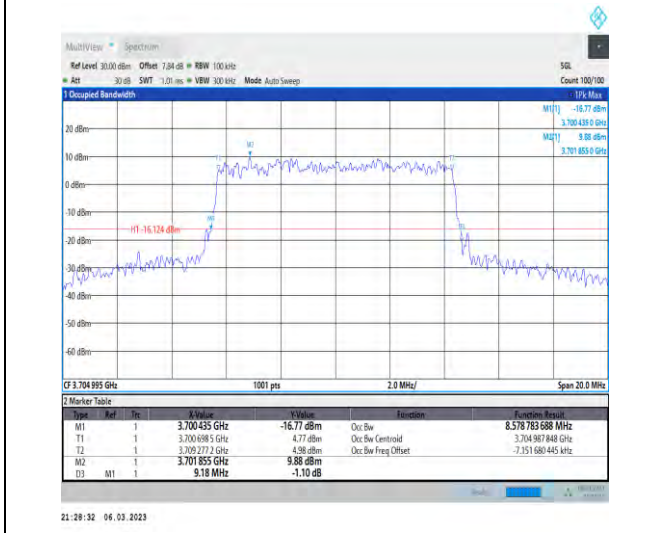 MultiView Spectrum
Ref Level 30.00 dBm Offset 7.84 dB RBW 100 kHz SGL
Att 30 dB SWT 1.01 ms VBW 300 kHz Mode Auto Sweep Count 100/100
1 Occupied Bandwidth 1Pk Max
M1[1] -16.77 dBm
3.700 435 0 GHz
M2[1] 9.88 dBm
3.701 855 0 GHz
20 dBm
M2
10 dBm
0 dBm
-10 dBm
H1 -16.124 dBm
-20 dBm
-30 dBm
-40 dBm
-50 dBm
-60 dBm
CF 3.704 995 GHz 1001 pts 2.0 MHz/ Span 20.0 MHz
2 Marker Table
Type Ref Trc X-Value Y-Value Function Function Result
M1 1 3.700 435 GHz -16.77 dBm Occ Bw 8.578 783 688 MHz
T1 1 3.700 698 5 GHz 4.77 dBm Occ Bw Centroid 3.704 987 848 GHz
T2 1 3.709 277 2 GHz 4.98 dBm Occ Bw Freq Offset -7.151 680 445 kHz
M2 1 3.701 855 GHz 9.88 dBm
D3 M1 1 9.18 MHz -1.10 dB
21:28:32 06.03.2023